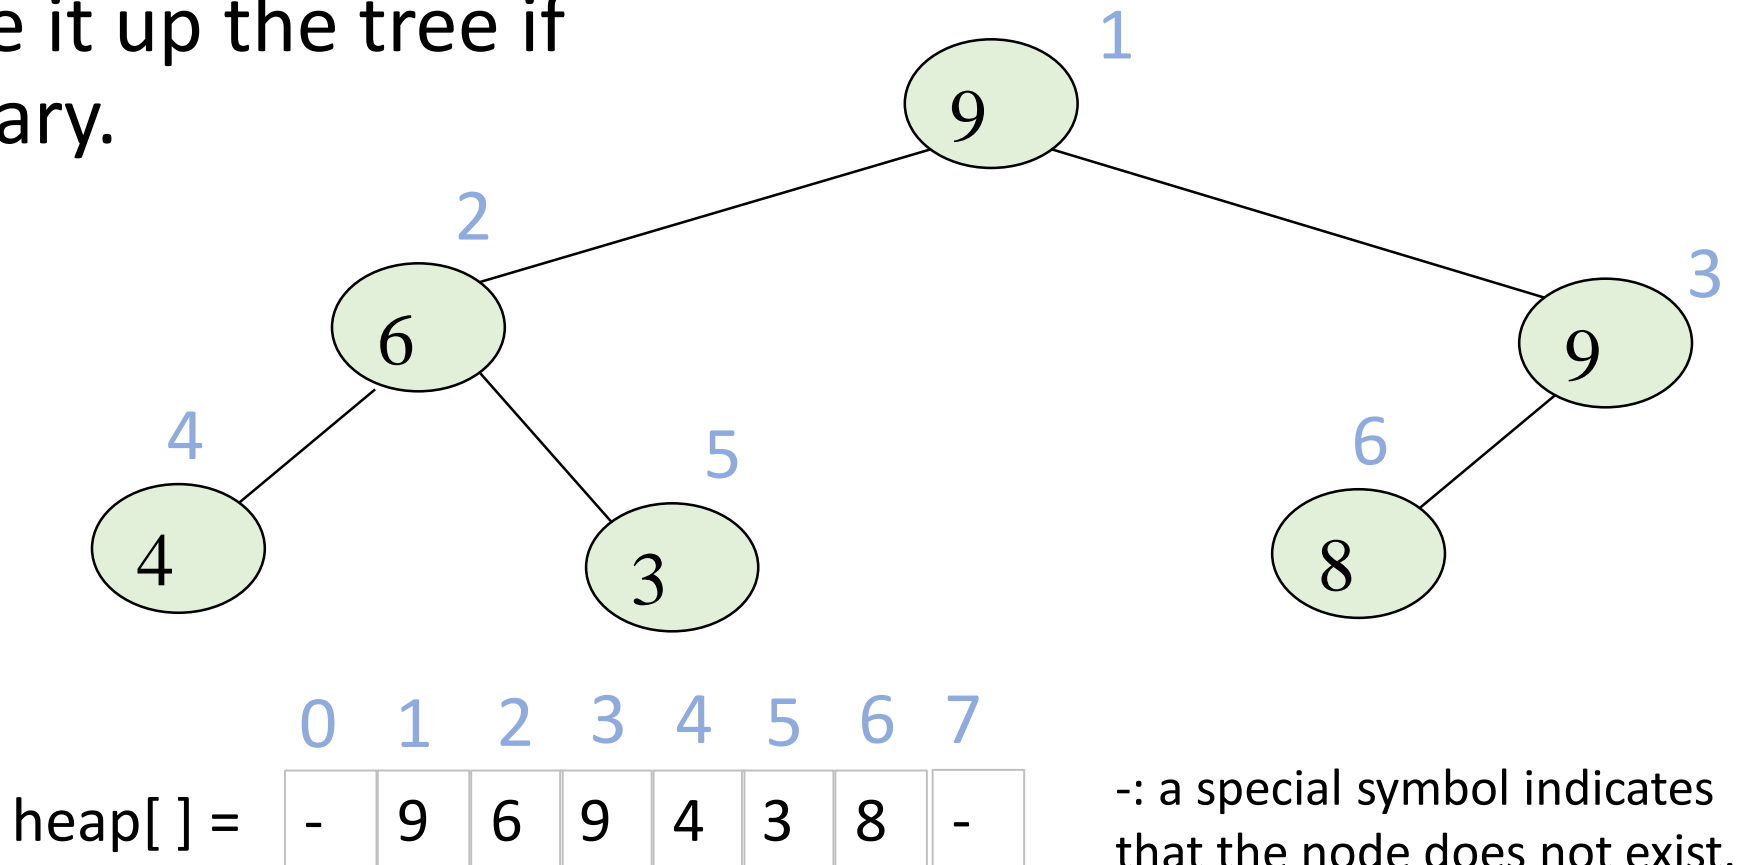 e it up the tree if
ary.
1
9
2
3
6
9
4
5
6
4
3
8
0 1 2 3 4 5 6 7
heap[ ] = - 9 6 9 4 3 8 -
-: a special symbol indicates
that the node does not exist.